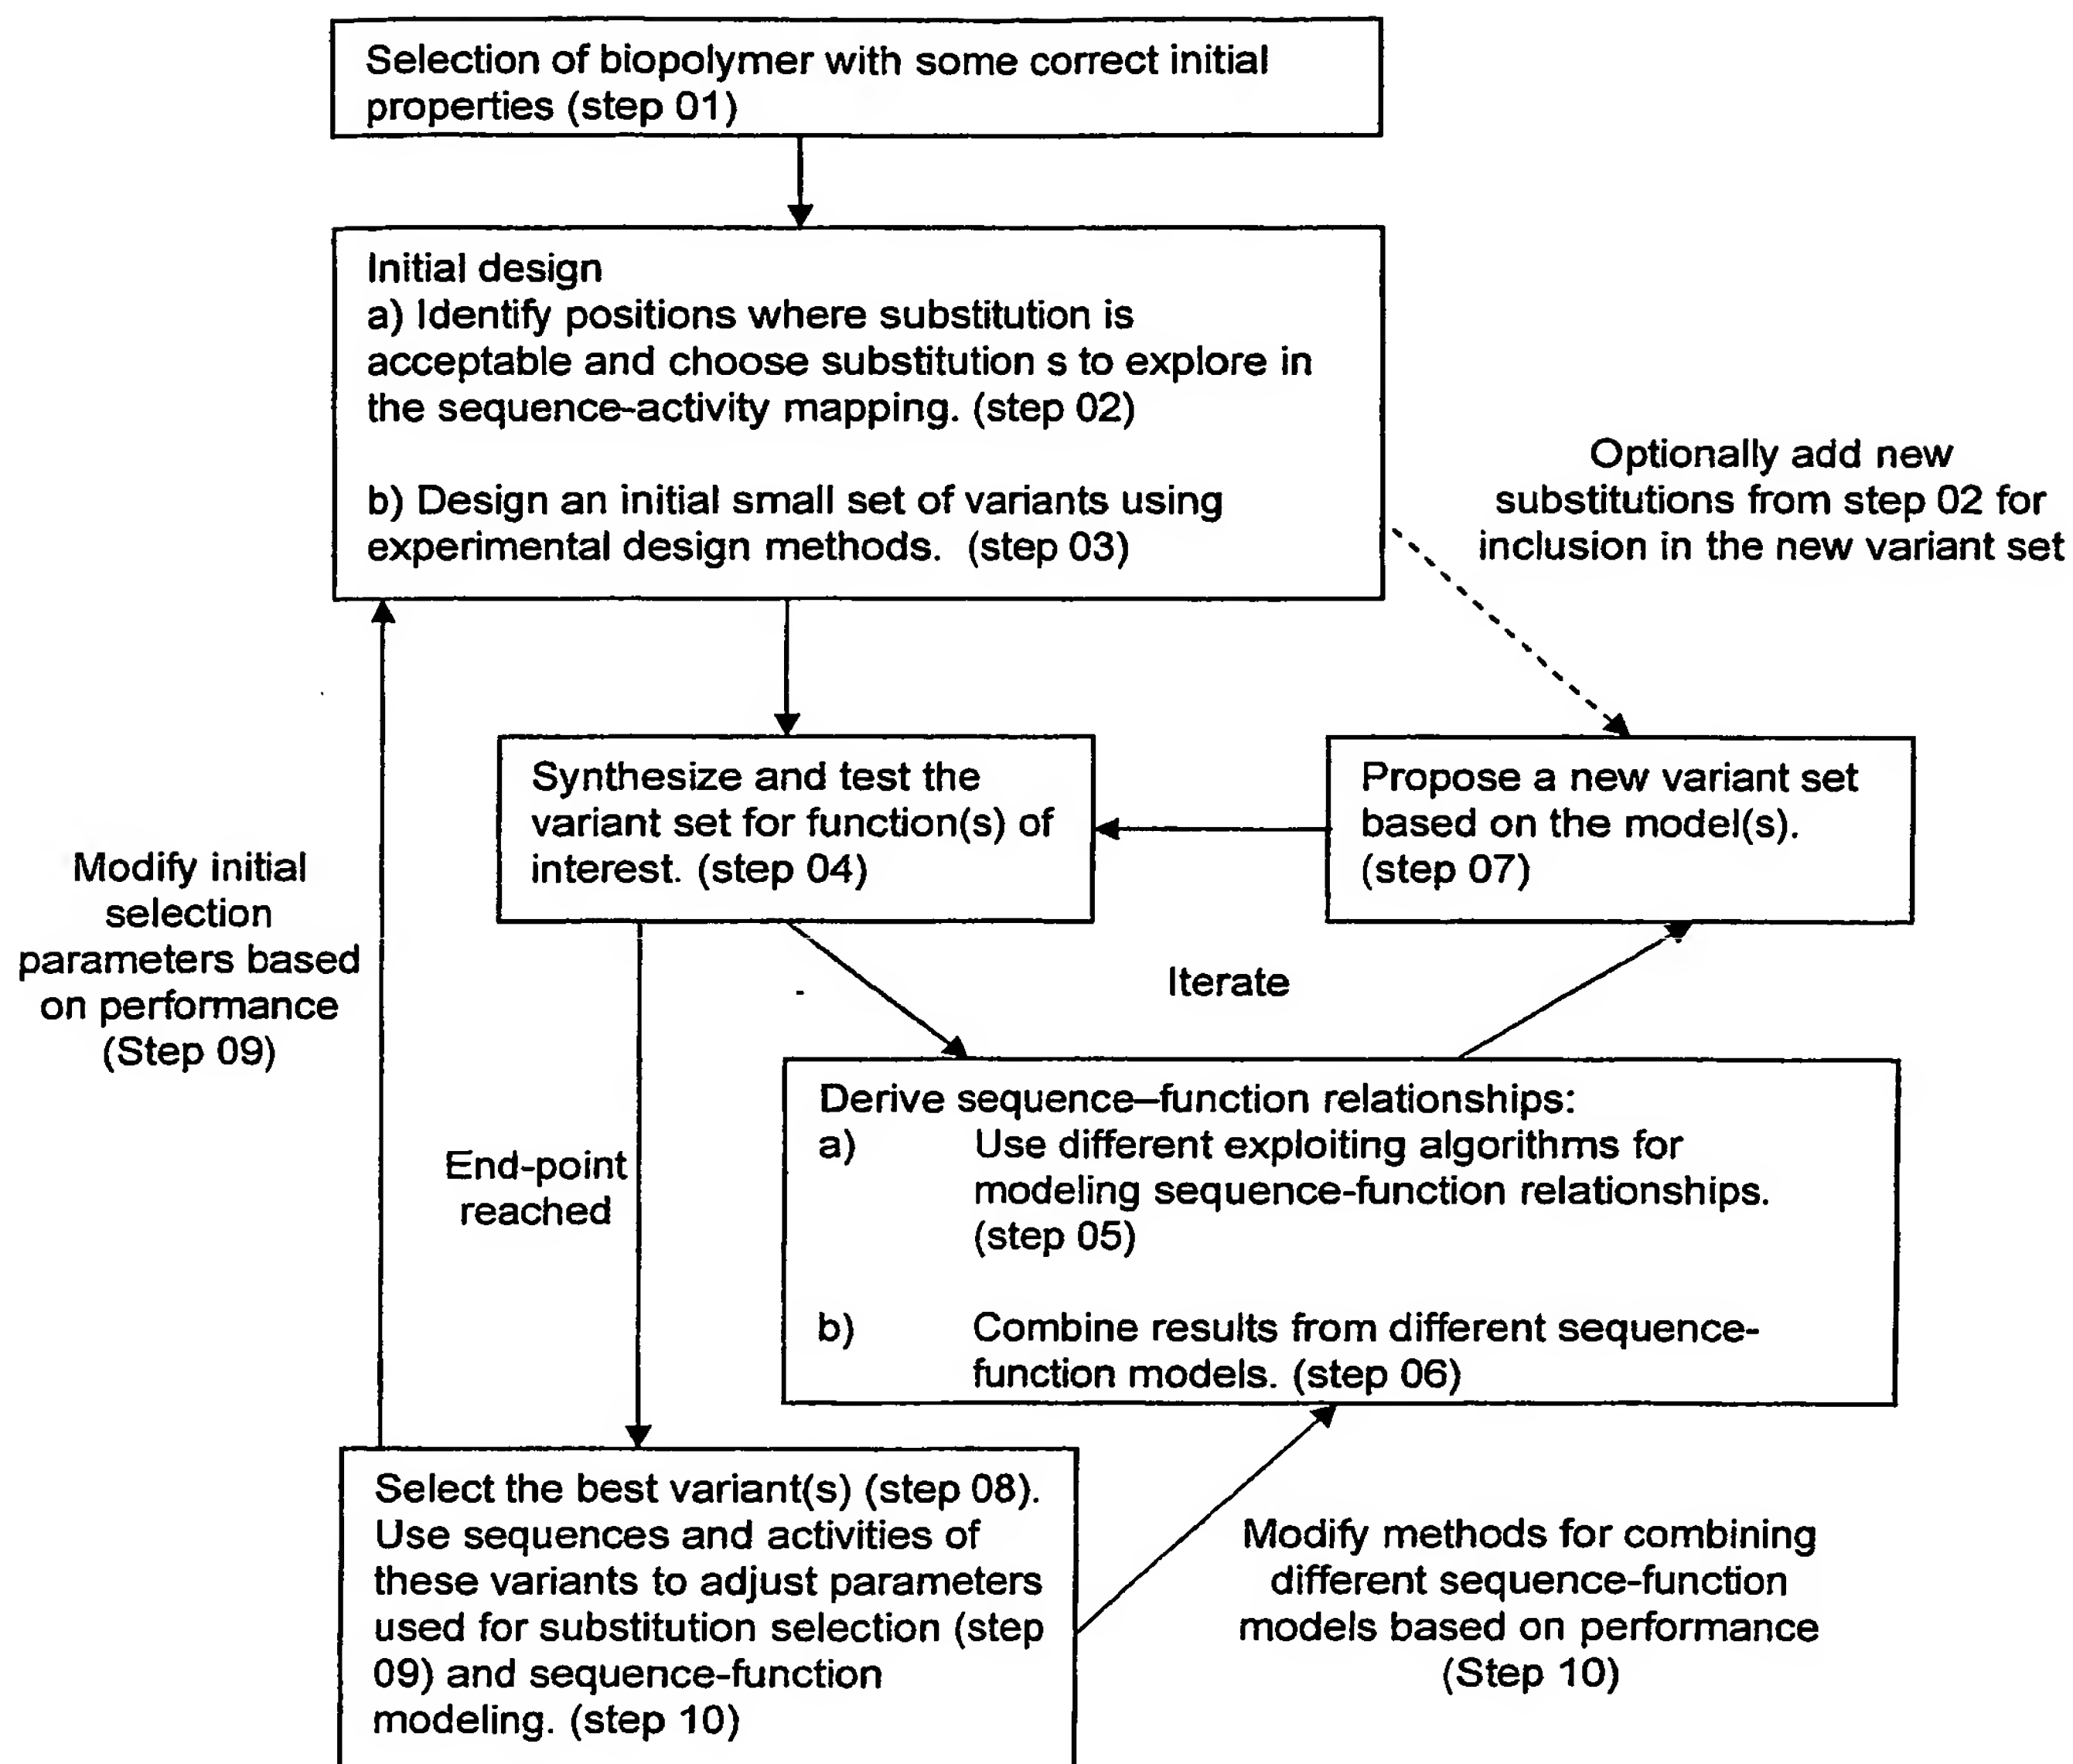 Selection of biopolymer with some correct initial
properties (step 01)
Initial design
a) Identify positions where substitution is
acceptable and choose substitution s to explore in
the sequence-activity mapping. (step 02)
b) Design an initial small set of variants using
experimental design methods. (step 03)
Optionally add new
substitutions from step 02 for
inclusion in the new variant set
Synthesize and test the
variant set for function(s) of
interest. (step 04)
Propose a new variant set
based on the model(s).
(step 07)
Modify initial
selection
parameters based
on performance
(Step 09)
Iterate
End-point
reached
Derive sequence–function relationships:
a) Use different exploiting algorithms for
modeling sequence-function relationships.
(step 05)
b) Combine results from different sequence-
function models. (step 06)
Select the best variant(s) (step 08).
Use sequences and activities of
these variants to adjust parameters
used for substitution selection (step
09) and sequence-function
modeling. (step 10)
Modify methods for combining
different sequence-function
models based on performance
(Step 10)